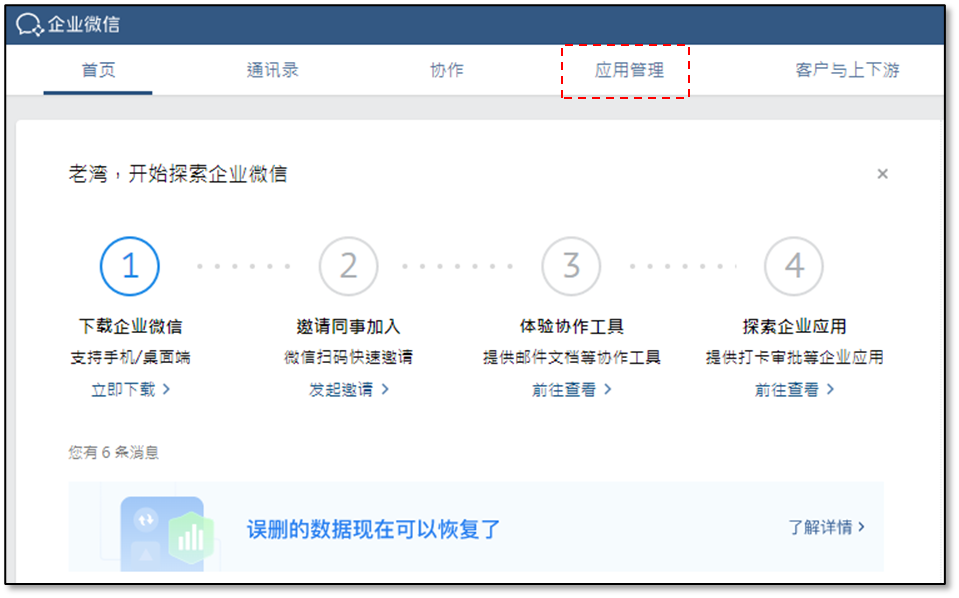 企业微信
首页 通讯录 协作 应用管理 客户与上下游
老湾，开始探索企业微信 ×
1 2 3 4
下载企业微信 邀请同事加入 体验协作工具 探索企业应用
支持手机/桌面端 微信扫码快速邀请 提供邮件文档等协作工具 提供打卡审批等企业应用
立即下载 > 发起邀请 > 前往查看 > 前往查看 >
您有 6 条消息
误删的数据现在可以恢复了 了解详情 >